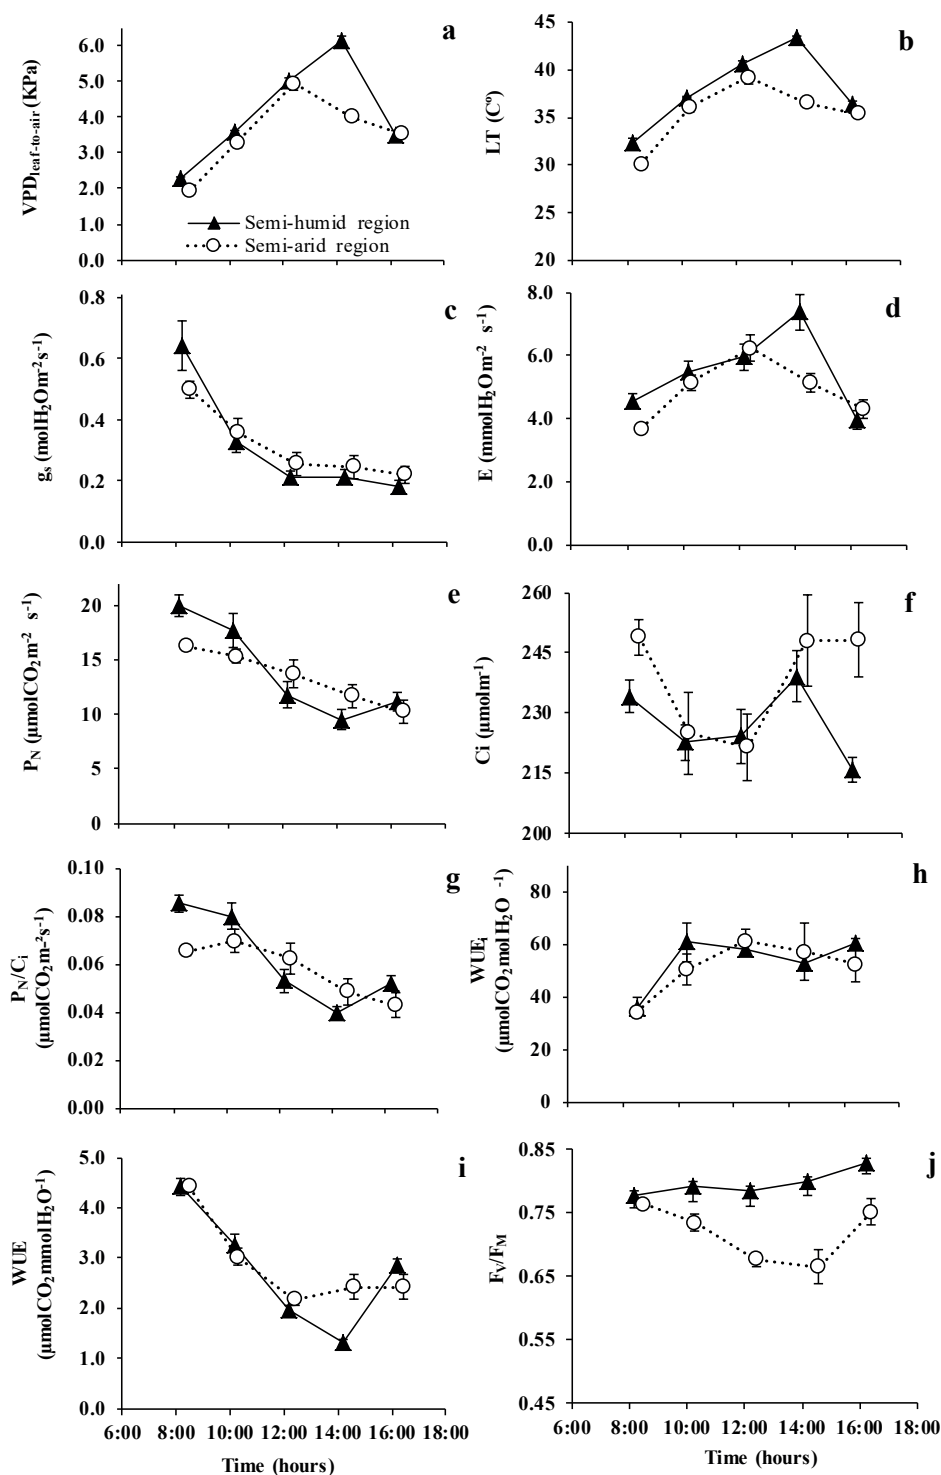 a
VPDleaf-to-air (KPa)
6.0
5.0
4.0
3.0
2.0
1.0
0.0
Semi-humid region
Semi-arid region
b
LT (Cº)
45
40
35
30
25
20
c
gs (molH2Om-2s-1)
0.8
0.6
0.4
0.2
0.0
d
E (mmolH2Om-2 s-1)
8.0
6.0
4.0
2.0
0.0
e
PN (µmolCO2m-2 s-1)
20
15
10
5
0
f
Ci (µmolm-1)
260
245
230
215
200
g
PN/Ci
(µmolCO2m-2s-1)
0.10
0.08
0.06
0.04
0.02
0.00
h
WUEi
(µmolCO2mmolH2O -1)
80
60
40
20
0
i
WUE
(µmolCO2mmolH2O-1)
5.0
4.0
3.0
2.0
1.0
0.0
6:00 8:00 10:00 12:00 14:00 16:00 18:00
Time (hours)
j
FV/FM
0.85
0.75
0.65
0.55
0.45
6:00 8:00 10:00 12:00 14:00 16:00 18:00
Time (hours)